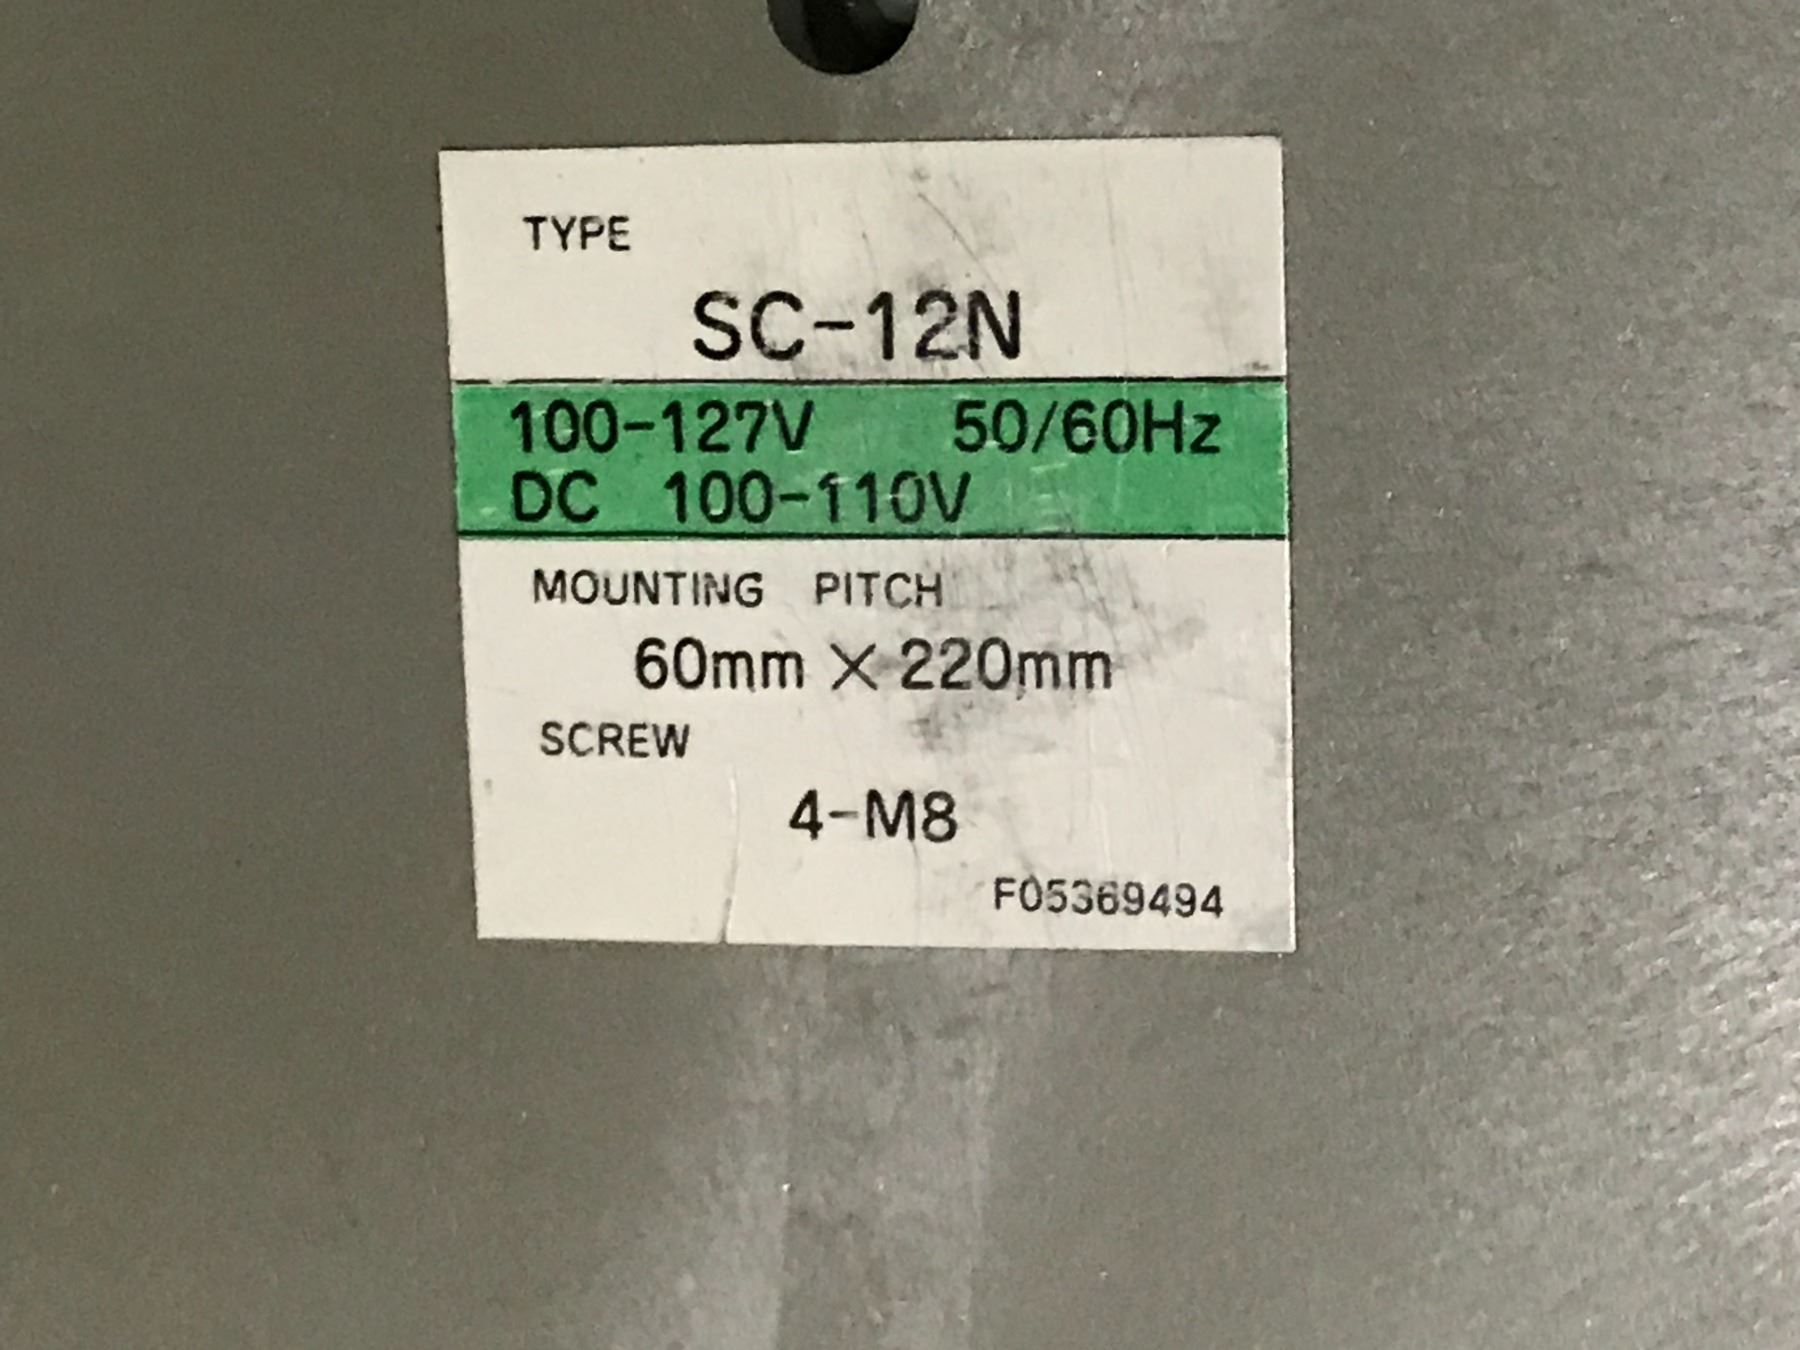 TYPE
SC-12N
100-127V 50/60Hz
DC 100-110V
MOUNTING PITCH
60mm × 220mm
SCREW
4-M8
F05369494